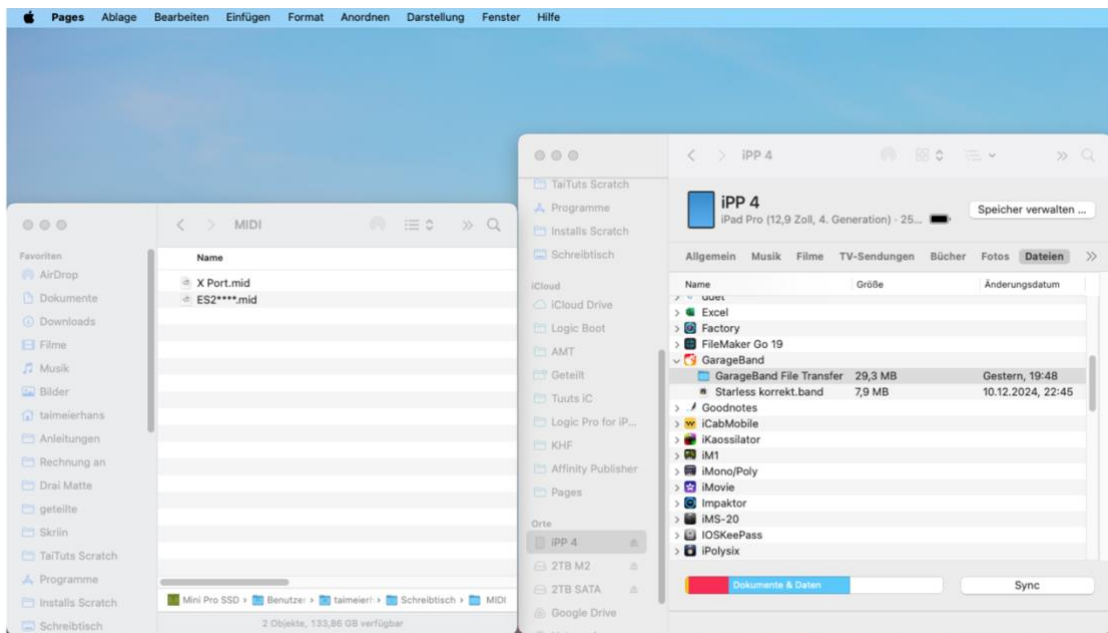 Pages Ablage Bearbeiten Einfügen Format Anordnen Darstellung Fenster Hilfe
MIDI
Favoriten
AirDrop
Dokumente
Downloads
Filme
Musik
Bilder
taimeierhans
Anleitungen
Rechnung an
Drai Matte
geteilte
Skriin
TaiTuts Scratch
Programme
Installs Scratch
Schreibtisch
Name
X Port.mid
ES2****.mid
Mini Pro SSD › Benutzer › taimeierh › Schreibtisch › MIDI
2 Objekte, 133,86 GB verfügbar
TaiTuts Scratch
Programme
Installs Scratch
Schreibtisch
iCloud
iCloud Drive
Logic Boot
AMT
Geteilt
Tuuts iC
Logic Pro for iP...
KHF
Affinity Publisher
Pages
Orte
iPP 4
2TB M2
2TB SATA
Google Drive
iPP 4
iPP 4
iPad Pro (12,9 Zoll, 4. Generation) · 25...
Speicher verwalten ...
Allgemein Musik Filme TV-Sendungen Bücher Fotos Dateien
Name Größe Änderungsdatum
duet
Excel
Factory
FileMaker Go 19
GarageBand
GarageBand File Transfer 29,3 MB Gestern, 19:48
Starless korrekt.band 7,9 MB 10.12.2024, 22:45
Goodnotes
iCabMobile
iKaossilator
iM1
iMono/Poly
iMovie
Impaktor
iMS-20
IOSKeePass
iPolysix
Dokumente & Daten
Sync